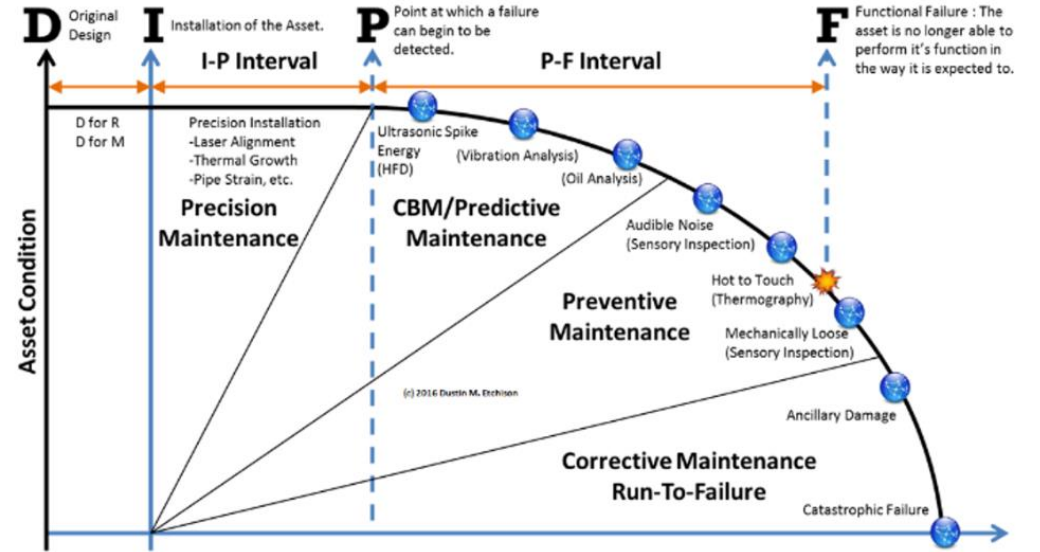 D
Original
Design
I
Installation of the Asset.
P
Point at which a failure
can begin to be
detected.
F
Functional Failure : The
asset is no longer able to
perform it's function in
the way it is expected to.
I-P Interval
P-F Interval
D for R
D for M
Precision Installation
-Laser Alignment
-Thermal Growth
-Pipe Strain, etc.
Precision
Maintenance
Ultrasonic Spike
Energy
(HFD)
(Vibration Analysis)
(Oil Analysis)
CBM/Predictive
Maintenance
Audible Noise
(Sensory Inspection)
Hot to Touch
(Thermography)
Preventive
Maintenance
Mechanically Loose
(Sensory Inspection)
Asset Condition
(c) 2016 Dustin M. Etchison
Ancillary Damage
Corrective Maintenance
Run-To-Failure
Catastrophic Failure